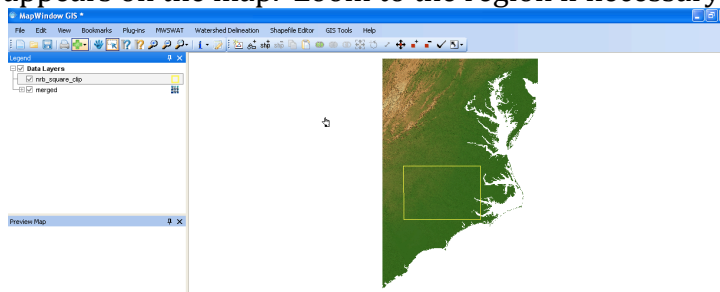 appears on the map. Zoom to the region if necessary
MapWindow GIS *
File Edit View Bookmarks Plug-ins MWSWAT Watershed Delineation Shapefile Editor GIS Tools Help
Legend
Data Layers
nrb_square_clip
merged
Preview Map